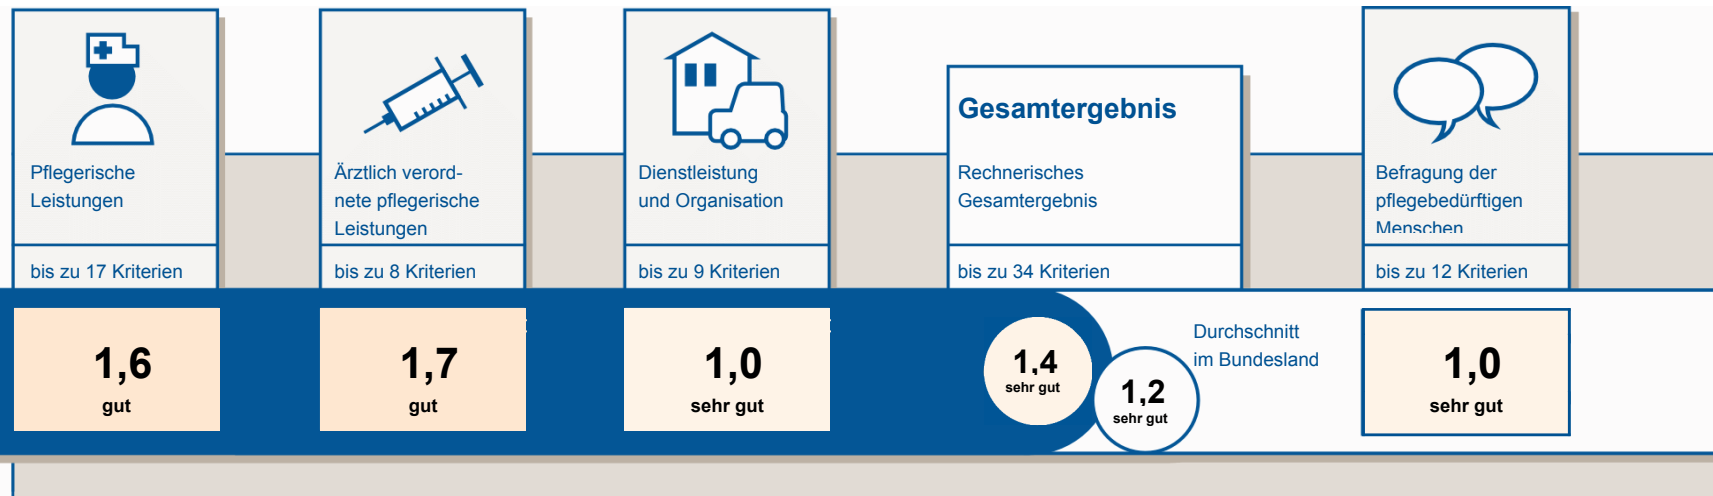 Pflegerische
Leistungen
bis zu 17 Kriterien
1,6
gut
Ärztlich verord-
nete pflegerische
Leistungen
bis zu 8 Kriterien
1,7
gut
Dienstleistung
und Organisation
bis zu 9 Kriterien
1,0
sehr gut
Gesamtergebnis
Rechnerisches
Gesamtergebnis
bis zu 34 Kriterien
1,4
sehr gut
1,2
sehr gut
Durchschnitt
im Bundesland
Befragung der
pflegebedürftigen
Menschen
bis zu 12 Kriterien
1,0
sehr gut